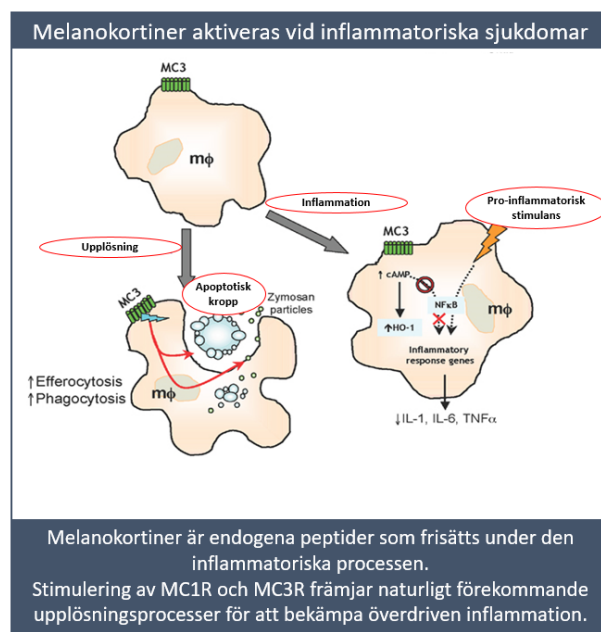 Melanokortiner aktiveras vid inflammatoriska sjukdomar
MC3
mϕ
Inflammation
Pro-inflammatorisk
stimulans
Upplösning
MC3
Apoptotisk
kropp
Zymosan
particles
MC3
↑ cAMP
NFκB
↑HO-1
mϕ
Inflammatory
response genes
↑Efferocytosis
↑Phagocytosis
mϕ
↓IL-1, IL-6, TNFα
Melanokortiner är endogena peptider som frisätts under den
inflammatoriska processen.
Stimulering av MC1R och MC3R främjar naturligt förekommande
upplösningsprocesser för att bekämpa överdriven inflammation.